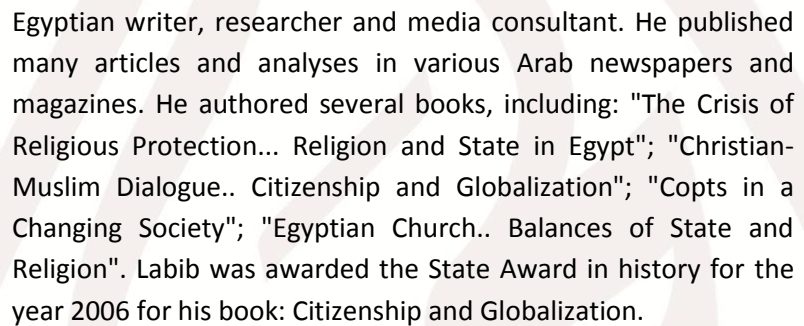 Egyptian writer, researcher and media consultant. He published
many articles and analyses in various Arab newspapers and
magazines. He authored several books, including: "The Crisis of
Religious Protection... Religion and State in Egypt"; "Christian-
Muslim Dialogue.. Citizenship and Globalization"; "Copts in a
Changing Society"; "Egyptian Church.. Balances of State and
Religion". Labib was awarded the State Award in history for the
year 2006 for his book: Citizenship and Globalization.